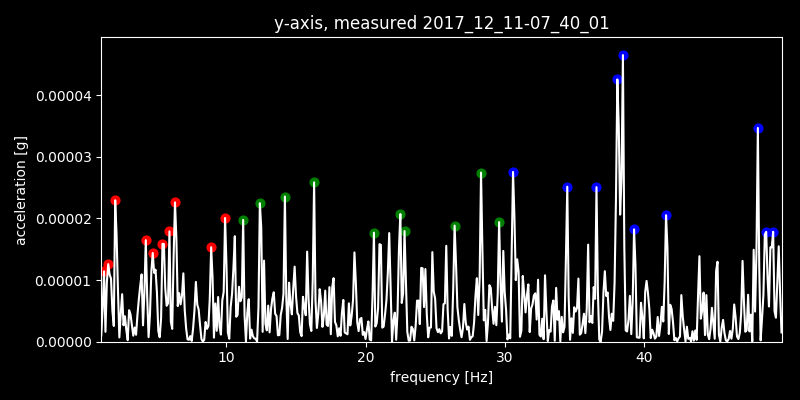 y-axis, measured 2017_12_11-07_40_01
acceleration [g]
0.00004
0.00003
0.00002
0.00001
0.00000
10 20 30 40
frequency [Hz]